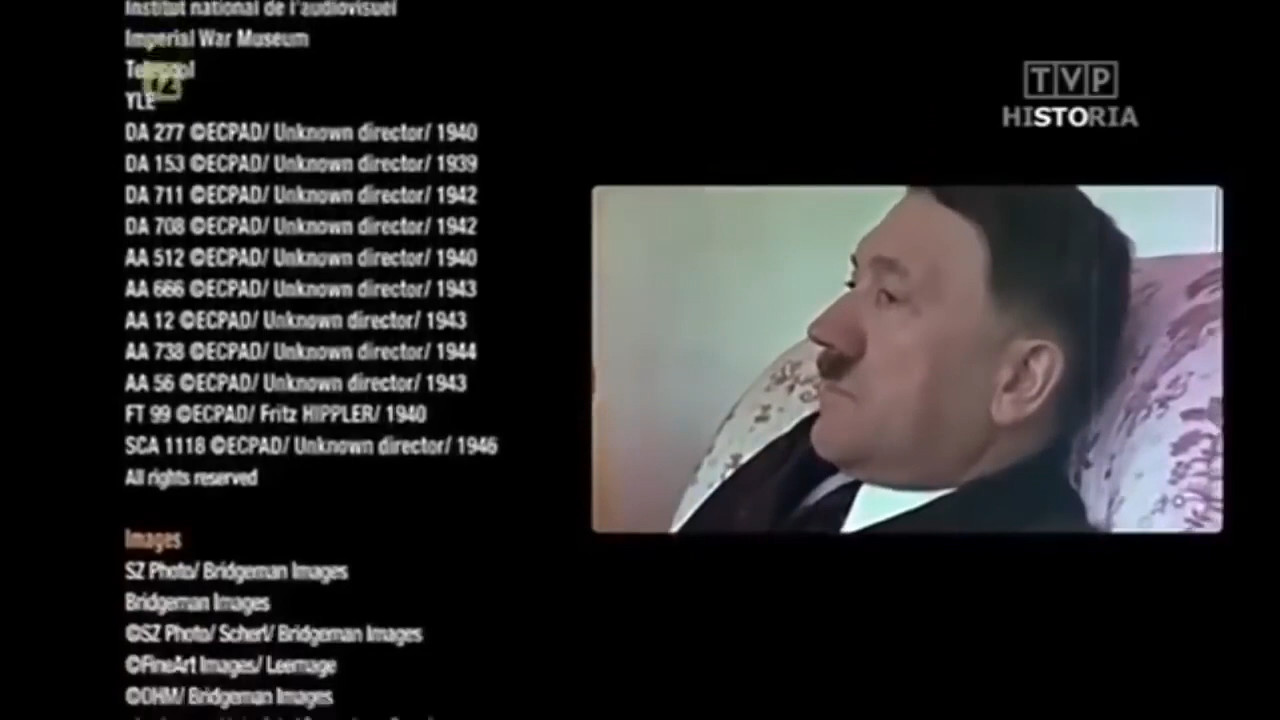 Institut national de l'audiovisuel
Imperial War Museum
YLE
DA 277 ©ECPAD/ Unknown director/ 1940
DA 153 ©ECPAD/ Unknown director/ 1939
DA 711 ©ECPAD/ Unknown director/ 1942
DA 708 ©ECPAD/ Unknown director/ 1942
AA 512 ©ECPAD/ Unknown director/ 1940
AA 666 ©ECPAD/ Unknown director/ 1943
AA 12 ©ECPAD/ Unknown director/ 1943
AA 738 ©ECPAD/ Unknown director/ 1944
AA 56 ©ECPAD/ Unknown director/ 1943
FT 99 ©ECPAD/ Fritz HIPPLER/ 1940
SCA 1118 ©ECPAD/ Unknown director/ 1946
All rights reserved
Images
SZ Photo/ Bridgeman Images
Bridgeman Images
©SZ Photo/ Scherl/ Bridgeman Images
©FineArt Images/ Leemage
©DHM/ Bridgeman Images
TVP
HISTORIA
12